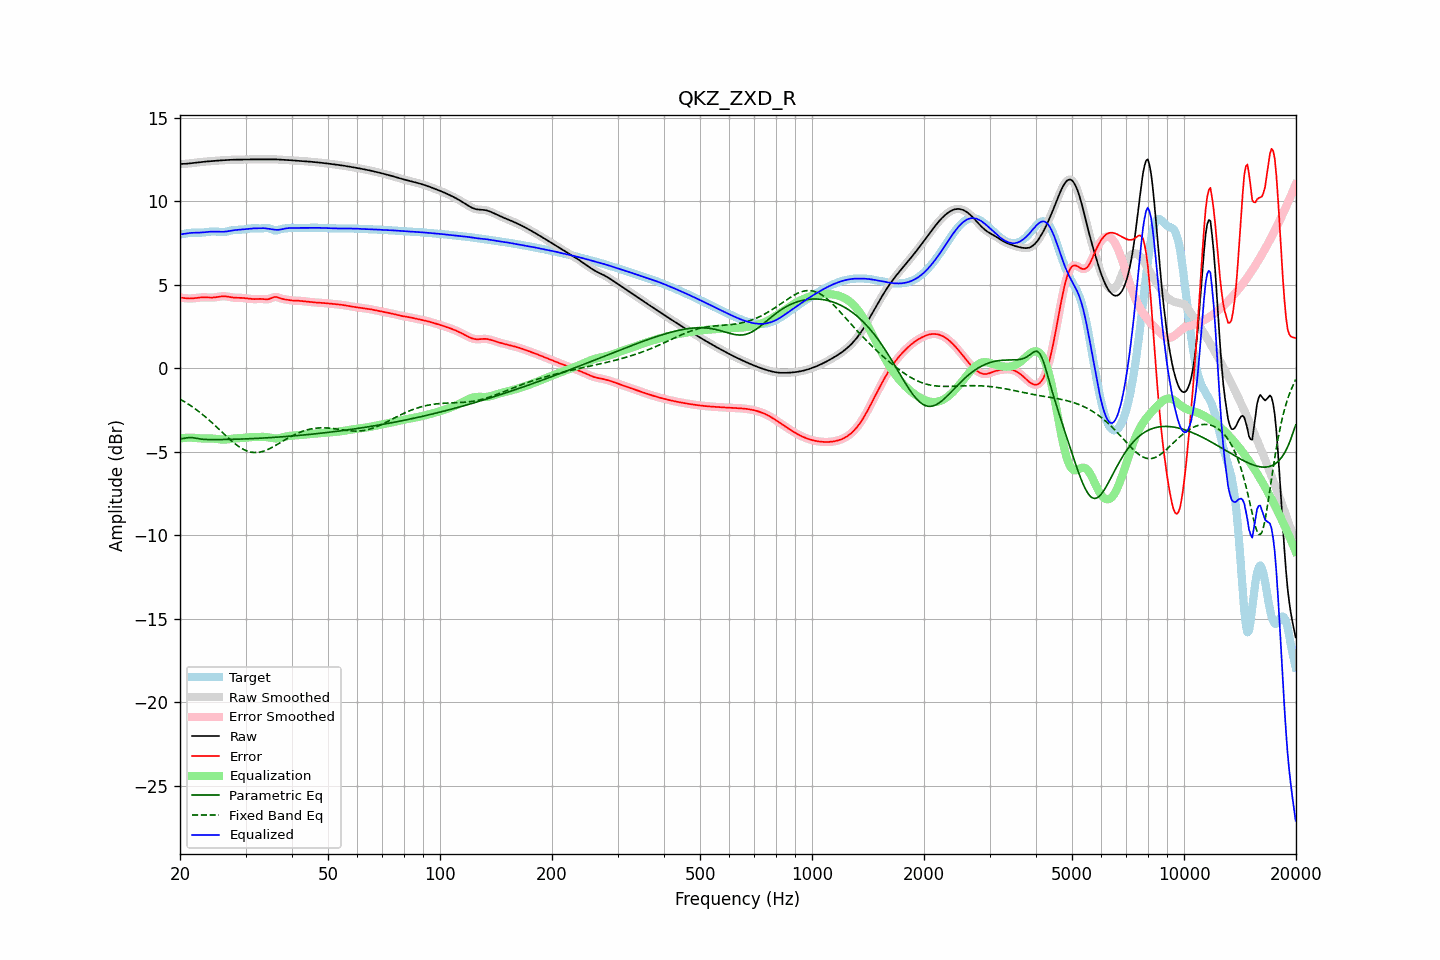 QKZ_ZXD_R
15
10
5
0
−5
−10
−15
−20
−25
Amplitude (dBr)
Target
Raw Smoothed
Error Smoothed
Raw
Error
Equalization
Parametric Eq
Fixed Band Eq
Equalized
20 50 100 200 500 1000 2000 5000 10000 20000
Frequency (Hz)